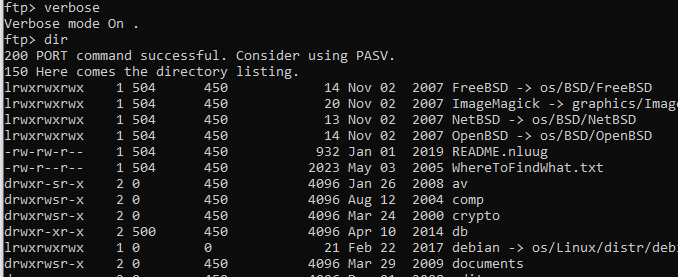 ftp> verbose
Verbose mode On .
ftp> dir
200 PORT command successful. Consider using PASV.
150 Here comes the directory listing.
lrwxrwxrwx 1 504 450 14 Nov 02 2007 FreeBSD -> os/BSD/FreeBSD
lrwxrwxrwx 1 504 450 20 Nov 02 2007 ImageMagick -> graphics/Imag
lrwxrwxrwx 1 504 450 13 Nov 02 2007 NetBSD -> os/BSD/NetBSD
lrwxrwxrwx 1 504 450 14 Nov 02 2007 OpenBSD -> os/BSD/OpenBSD
-rw-rw-r-- 1 504 450 932 Jan 01 2019 README.nluug
-rw-r--r-- 1 504 450 2023 May 03 2005 WhereToFindWhat.txt
drwxr-sr-x 2 0 450 4096 Jan 26 2008 av
drwxrwsr-x 2 0 450 4096 Aug 12 2004 comp
drwxrwsr-x 2 0 450 4096 Mar 24 2000 crypto
drwxr-xr-x 2 500 450 4096 Apr 10 2014 db
lrwxrwxrwx 1 0 0 21 Feb 22 2017 debian -> os/Linux/distr/debi
drwxrwsr-x 2 0 450 4096 Mar 29 2009 documents